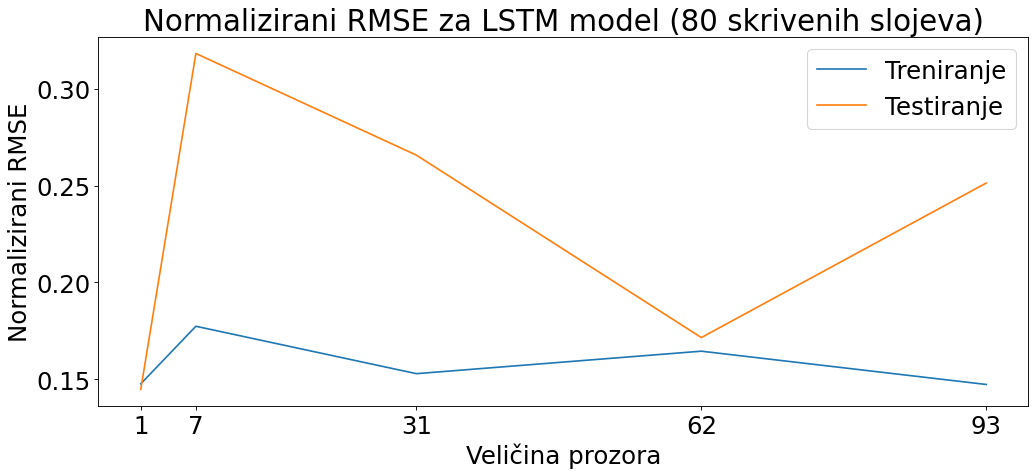 Normalizirani RMSE za LSTM model (80 skrivenih slojeva)
Treniranje
Testiranje
Normalizirani RMSE
0.30
0.25
0.20
0.15
1 7 31 62 93
Veličina prozora